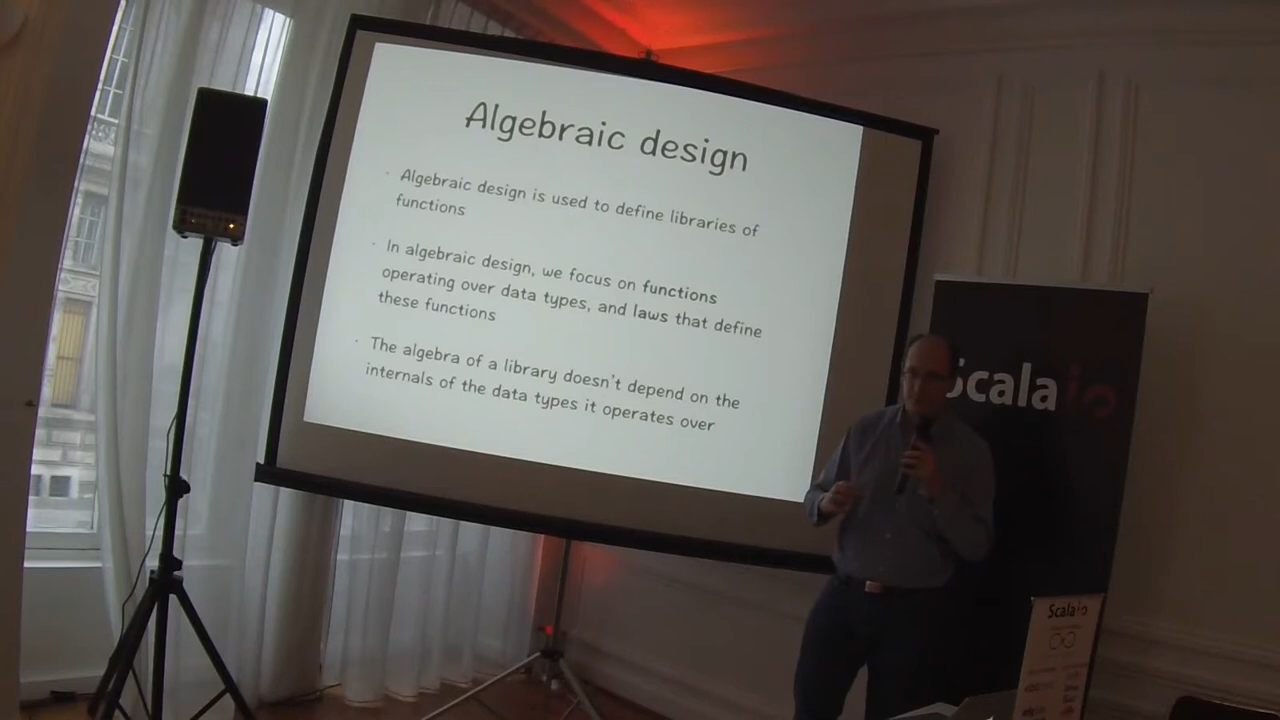 Algebraic design
Algebraic design is used to define libraries of
functions
In algebraic design, we focus on functions
operating over data types, and laws that define
these functions
The algebra of a library doesn't depend on the
internals of the data types it operates over
Scala io
Scala io